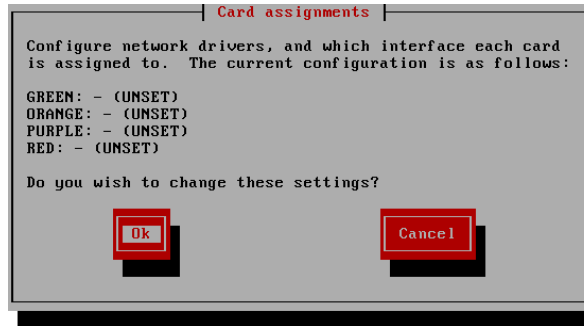 Card assignments
Configure network drivers, and which interface each card
is assigned to.  The current configuration is as follows:
GREEN: - (UNSET)
ORANGE: - (UNSET)
PURPLE: - (UNSET)
RED: - (UNSET)
Do you wish to change these settings?
Ok
Cancel